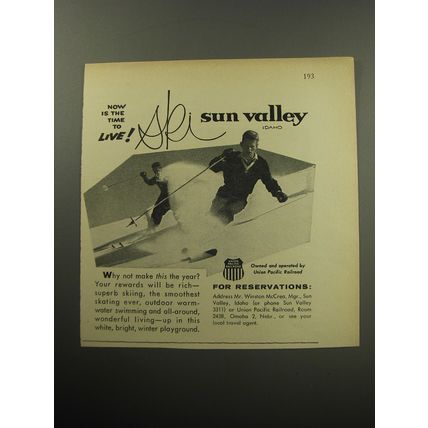 193
NOW
IS THE
TIME
TO
LIVE!
Ski sun valley
IDAHO
Owned and operated by
Union Pacific Railroad
Why not make this the year?
Your rewards will be rich—
superb skiing, the smoothest
skating ever, outdoor warm-
water swimming and all-around,
wonderful living—up in this
white, bright, winter playground.
UNION
PACIFIC
FOR RESERVATIONS:
Address Mr. Winston McCrea, Mgr., Sun
Valley, Idaho (or phone Sun Valley
3311) or Union Pacific Railroad, Room
2438, Omaha 2, Nebr., or see your
local travel agent.